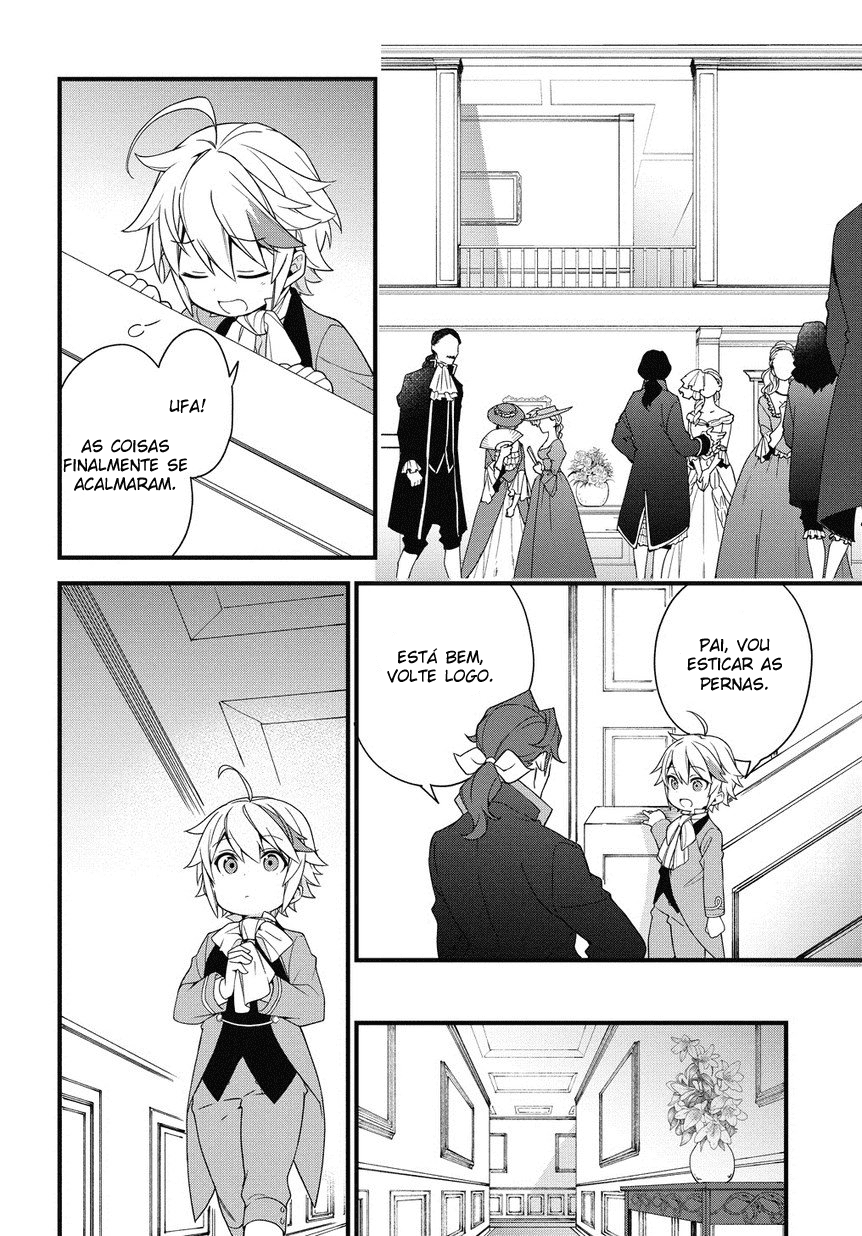 UFA!
AS COISAS
FINALMENTE SE
ACALMARAM.
PAI, VOU
ESTICAR AS
PERNAS.
ESTÁ BEM,
VOLTE LOGO.